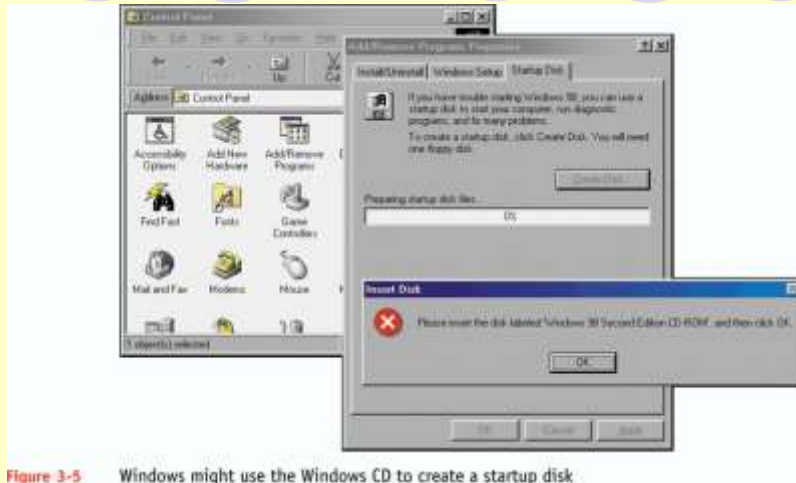 Control Panel
File Edit View Go Favorites Help
Up
Cut
Address Control Panel
Accessibility Options
Add New Hardware
Add/Remove Programs
Find Fast
Fonts
Game Controllers
Mail and Fax
Modems
Mouse
1 object(s) selected
Add/Remove Programs Properties
Install/Uninstall Windows Setup Startup Disk
If you have trouble starting Windows 98, you can use a
startup disk to start your computer, run diagnostic
programs, and fix many problems.
To create a startup disk, click Create Disk. You will need
one floppy disk.
Create Disk...
Preparing startup disk files...
0%
Insert Disk
Please insert the disk labeled 'Windows 98 Second Edition CD-ROM', and then click OK.
OK
OK Cancel Apply
Figure 3-5 Windows might use the Windows CD to create a startup disk